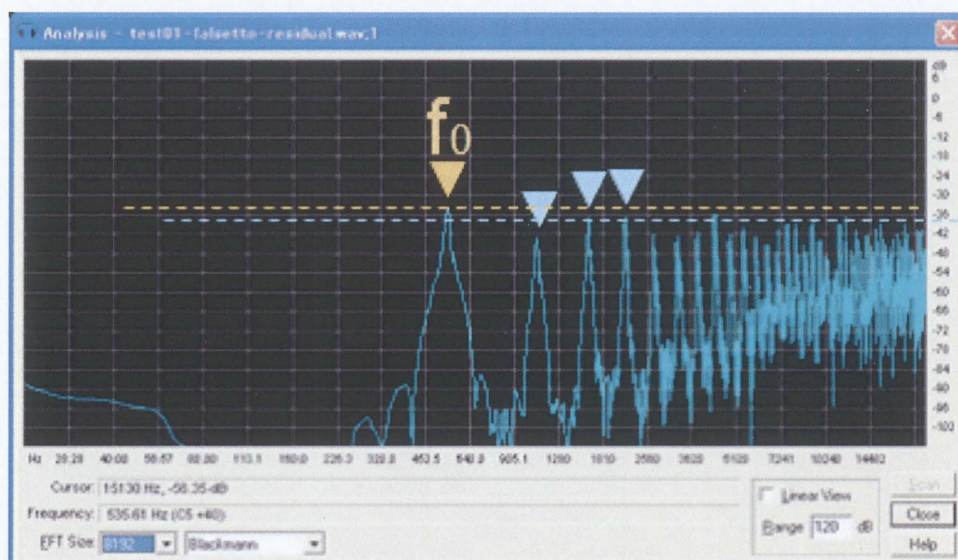 Analysis - test01-falsetto-residual.wav:1
dB
f0
6
0
-6
-12
-18
-24
-30
-36
-42
-48
-54
-60
-66
-72
-78
-84
-90
-96
-102
Hz 28.28 40.00 56.57 80.00 113.1 160.0 226.3 320.0 452.5 640.0 905.1 1280 1810 2560 3620 5120 7241 10240 14482
Cursor: 15130 Hz, -56.35 dB
Scan
Linear View
Frequency: 535.61 Hz (C5 +40)
Close
Range 120 dB
FFT Size: 8192 Blackmann
Help